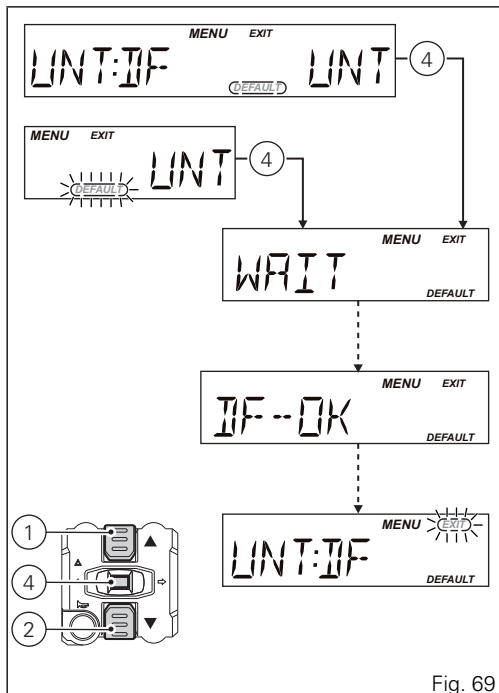 MENU EXIT
UNT:DF DEFAULT UNT
4
MENU EXIT
DEFAULT UNT
4
MENU EXIT
WAIT
DEFAULT
MENU EXIT
DF--OK
DEFAULT
MENU EXIT
UNT:DF
DEFAULT
1
4
2
Fig. 69